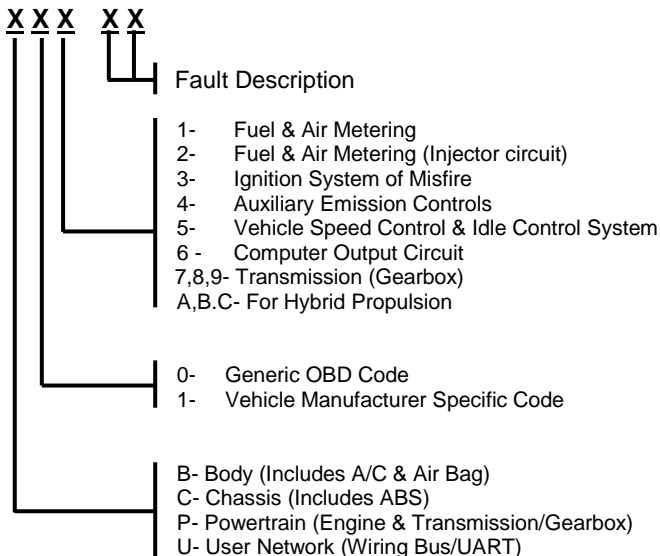 X X X X X
Fault Description
1- Fuel & Air Metering
2- Fuel & Air Metering (Injector circuit)
3- Ignition System of Misfire
4- Auxiliary Emission Controls
5- Vehicle Speed Control & Idle Control System
6 - Computer Output Circuit
7,8,9- Transmission (Gearbox)
A,B.C- For Hybrid Propulsion
0- Generic OBD Code
1- Vehicle Manufacturer Specific Code
B- Body (Includes A/C & Air Bag)
C- Chassis (Includes ABS)
P- Powertrain (Engine & Transmission/Gearbox)
U- User Network (Wiring Bus/UART)